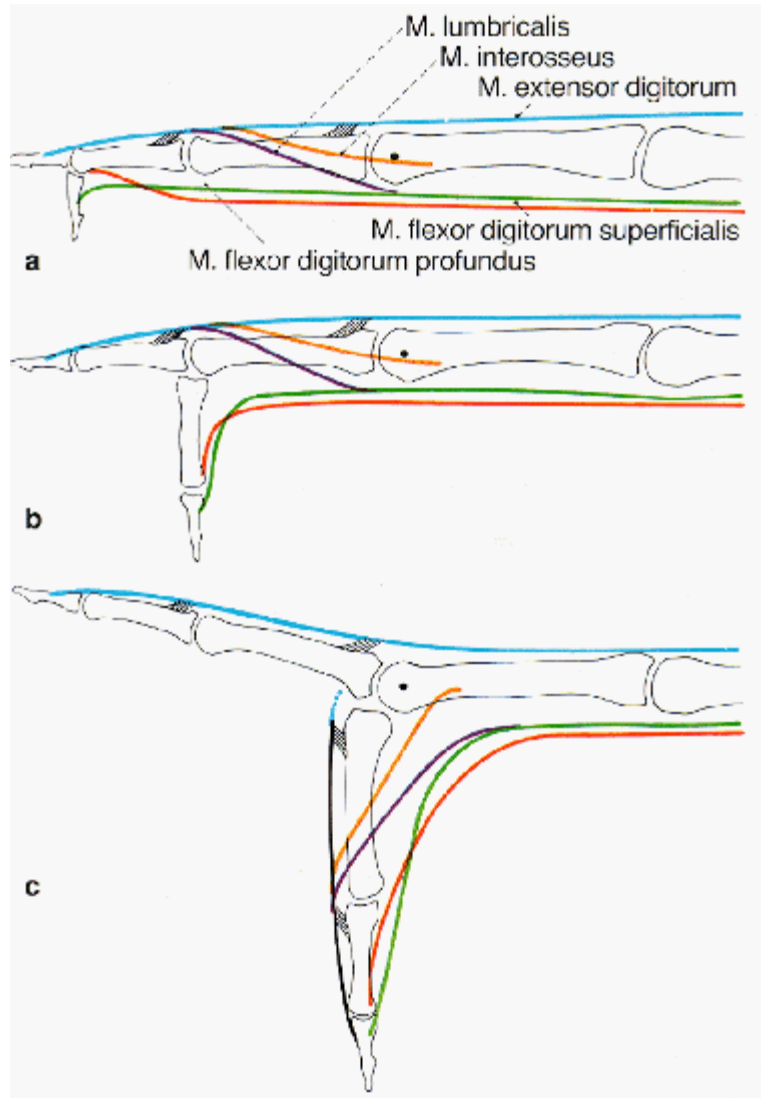 M. lumbricalis
M. interosseus
M. extensor digitorum
M. flexor digitorum superficialis
a
M. flexor digitorum profundus
b
c